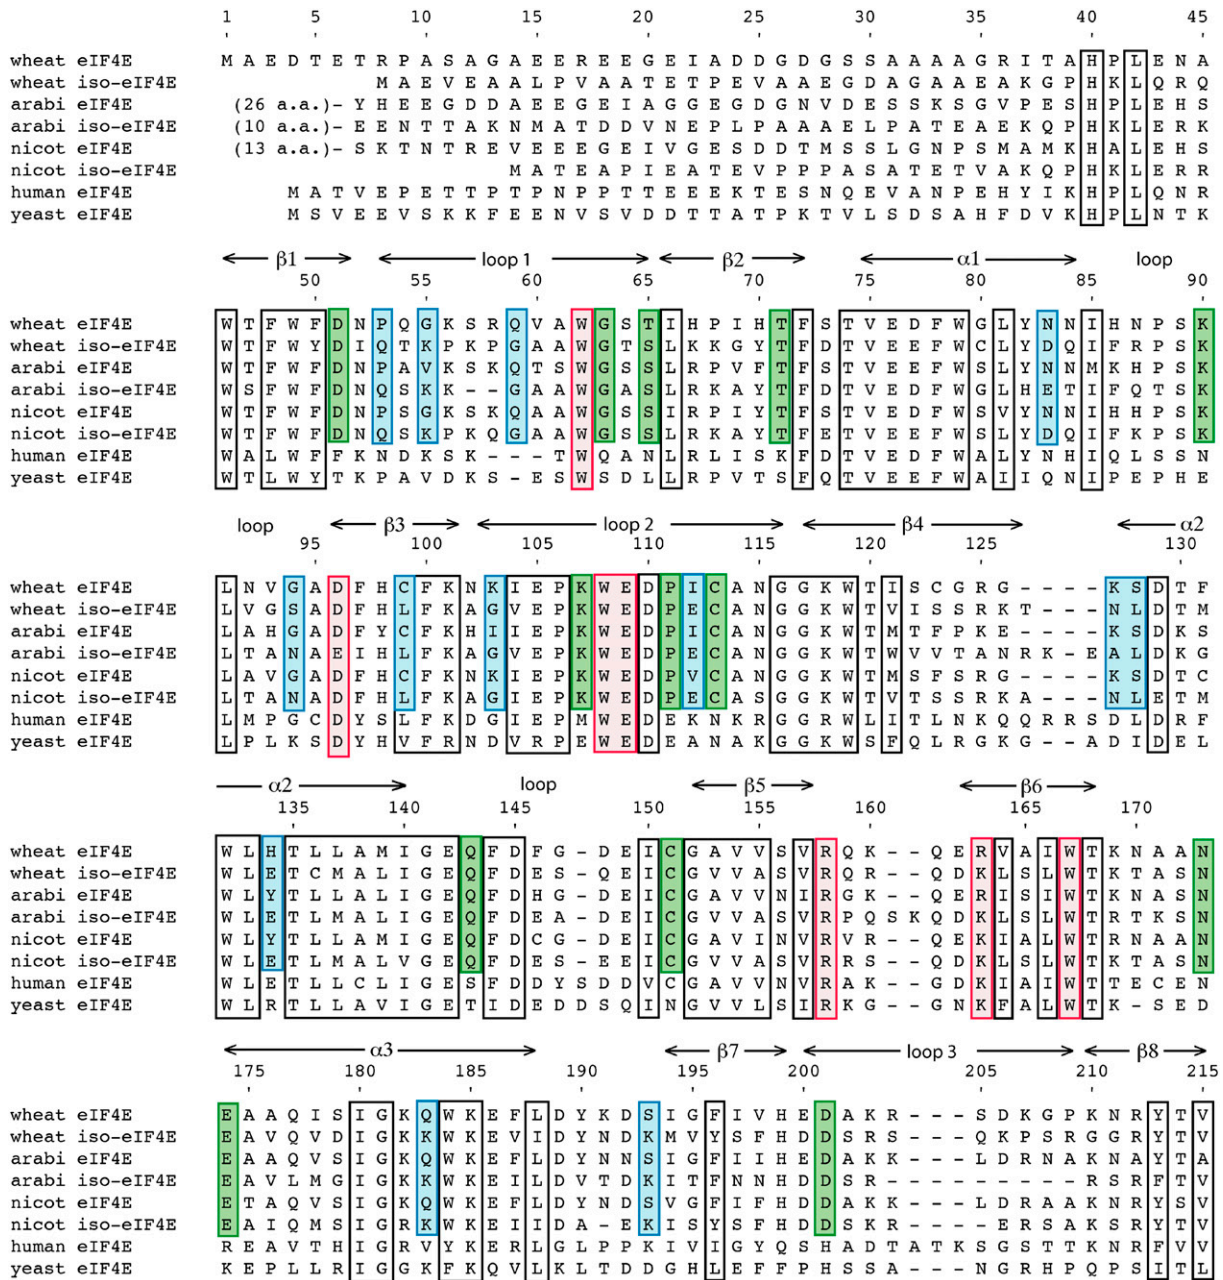 1 5 10 15 20 25 30 35 40 45
wheat eIF4E M A E D T E T R P A S A G A E E R E E G E I A D D G D G S S A A A A G R I T A H P L E N A
wheat iso-eIF4E M A E V E A A L P V A A T E T P E V A A E G D A G A A E A K G P H K L Q R Q
arabi eIF4E (26 a.a.)- Y H E E G D D A E E G E I A G G E G D G N V D E S S K S G V P E S H P L E H S
arabi iso-eIF4E (10 a.a.)- E E N T T A K N M A T D D V N E P L P A A A E L P A T E A E K Q P H K L E R K
nicot eIF4E (13 a.a.)- S K T N T R E V E E E G E I V G E S D D T M S S L G N P S M A M K H A L E H S
nicot iso-eIF4E M A T E A P I E A T E V P P P A S A T E T V A K Q P H K L E R R
human eIF4E M A T V E P E T T P T P N P P T T E E E K T E S N Q E V A N P E H Y I K H P L Q N R
yeast eIF4E M S V E E V S K K F E E N V S V D D T T A T P K T V L S D S A H F D V K H P L N T K
β1 loop 1 β2 α1 loop
50 55 60 65 70 75 80 85 90
wheat eIF4E W T F W F D N P Q G K S R Q V A W G S T I H P I H T F S T V E D F W G L Y N N I H N P S K
wheat iso-eIF4E W T F W Y D I Q T K P K P G A A W G T S L K K G Y T F D T V E D F W C L Y D Q I F R P S K
arabi eIF4E W T F W F D N P A V K S K Q T S W G S S L R P V F T F S T V E E F W S L Y N N M K H P S K
arabi iso-eIF4E W S F W F D N Q S K K - - G A A W G A S L R K A Y T F D T V E D F W G L H E T I F Q T S K
nicot eIF4E W T F W F D N P S G K S K Q A A W G S S I R P I Y T F S T V E D F W S V Y N N I H H P S K
nicot iso-eIF4E W T F W F D N Q S K P K Q G A A W G S S L R K A Y T F E T V E E F W S L Y D Q I F K P S K
human eIF4E W A L W F F K N D K S K - - - T W Q A N L R L I S K F D T V E D F W A L Y N H I Q L S S N
yeast eIF4E W T L W Y T K P A V D K S - E S W S D L L R P V T S F Q T V E E F W A I I Q N I P E P H E
loop β3 loop 2 β4 α2
95 100 105 110 115 120 125 130
wheat eIF4E L N V G A D F H C F K N K I E P K W E D P I C A N G G K W T I S C G R G - - - - K S D T F
wheat iso-eIF4E L V G S A D F H L F K A G V E P K W E D P E C A N G G K W T V I S S R K T - - - N L D T M
arabi eIF4E L A H G A D F Y C F K H I I E P K W E D P I C A N G G K W T M T F P K E - - - - K S D K S
arabi iso-eIF4E L T A N A E I H L F K A G V E P K W E D P E C A N G G K W T W V V T A N R K - E A L D K G
nicot eIF4E L A V G A D F H C F K N K I E P K W E D P V C A N G G K W T M S F S R G - - - - K S D T C
nicot iso-eIF4E L T A N A D F H L F K A G I E P K W E D P E C A S G G K W T V T S S R K A - - - N L E T M
human eIF4E L M P G C D Y S L F K D G I E P M W E D E K N K R G G R W L I T L N K Q Q R R S D L D R F
yeast eIF4E L P L K S D Y H V F R N D V R P E W E D E A N A K G G K W S F Q L R G K G - - A D I D E L
α2 loop β5 β6
135 140 145 150 155 160 165 170
wheat eIF4E W L H T L L A M I G E Q F D F G - D E I C G A V V S V R Q K - - Q E R V A I W T K N A A N
wheat iso-eIF4E W L E T C M A L I G E Q F D E S - Q E I C G V V A S V R Q R - - Q D K L S L W T K T A S N
arabi eIF4E W L Y T L L A L I G E Q F D H G - D E I C G A V V N I R G K - - Q E R I S I W T K N A S N
arabi iso-eIF4E W L E T L M A L I G E Q F D E A - D E I C G V V A S V R P Q S K Q D K L S L W T R T K S N
nicot eIF4E W L Y T L L A M I G E Q F D C G - D E I C G A V I N V R V R - - Q E K I A L W T R N A A N
nicot iso-eIF4E W L E T L M A L V G E Q F D E S - E E I C G V V A S V R R S - - Q D K L S L W T K T A S N
human eIF4E W L E T L L C L I G E S F D D Y S D D V C G A V V N V R A K - - G D K I A I W T T E C E N
yeast eIF4E W L R T L L A V I G E T I D E D D S Q I N G V V L S I R K G - - G N K F A L W T K - S E D
α3 β7 loop 3 β8
175 180 185 190 195 200 205 210 215
wheat eIF4E E A A Q I S I G K Q W K E F L D Y K D S I G F I V H E D A K R - - - S D K G P K N R Y T V
wheat iso-eIF4E E A V Q V D I G K K W K E V I D Y N D K M V Y S F H D D S R S - - - Q K P S R G G R Y T V
arabi eIF4E E A A Q V S I G K Q W K E F L D Y N N S I G F I I H E D A K K - - - L D R N A K N A Y T A
arabi iso-eIF4E E A V L M G I G K K W K E I L D V T D K I T F N N H D D S R - - - - - - - - R S R F T V
nicot eIF4E E T A Q V S I G K Q W K E F L D Y N D S V G F I F H D D A K K - - - L D R A A K N R Y S V
nicot iso-eIF4E E A I Q M S I G R K W K E I I D A - E K I S Y S F H D D S K R - - - - E R S A K S R Y T V
human eIF4E R E A V T H I G R V Y K E R L G L P P K I V I G Y Q S H A D T A T K S G S T T K N R F V V
yeast eIF4E K E P L L R I G G K F K Q V L K L T D D G H L E F F P H S S A - - - N G R H P Q P S I T L